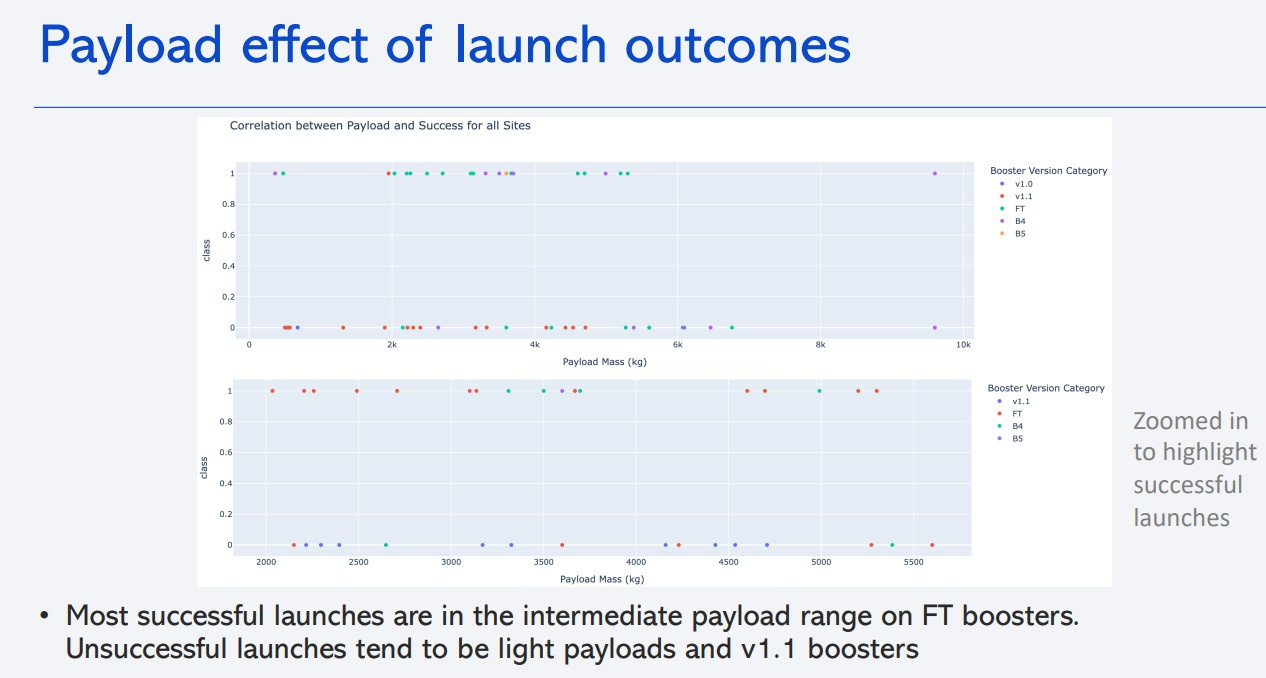 Payload effect of launch outcomes
Correlation between Payload and Success for all Sites
1
0.8
0.6
0.4
0.2
0
class
0 2k 4k 6k 8k 10k
Payload Mass (kg)
Booster Version Category
v1.0
v1.1
FT
B4
B5
1
0.8
0.6
0.4
0.2
0
class
2000 2500 3000 3500 4000 4500 5000 5500
Payload Mass (kg)
Booster Version Category
v1.1
FT
B4
B5
Zoomed in
to highlight
successful
launches
• Most successful launches are in the intermediate payload range on FT boosters.
Unsuccessful launches tend to be light payloads and v1.1 boosters